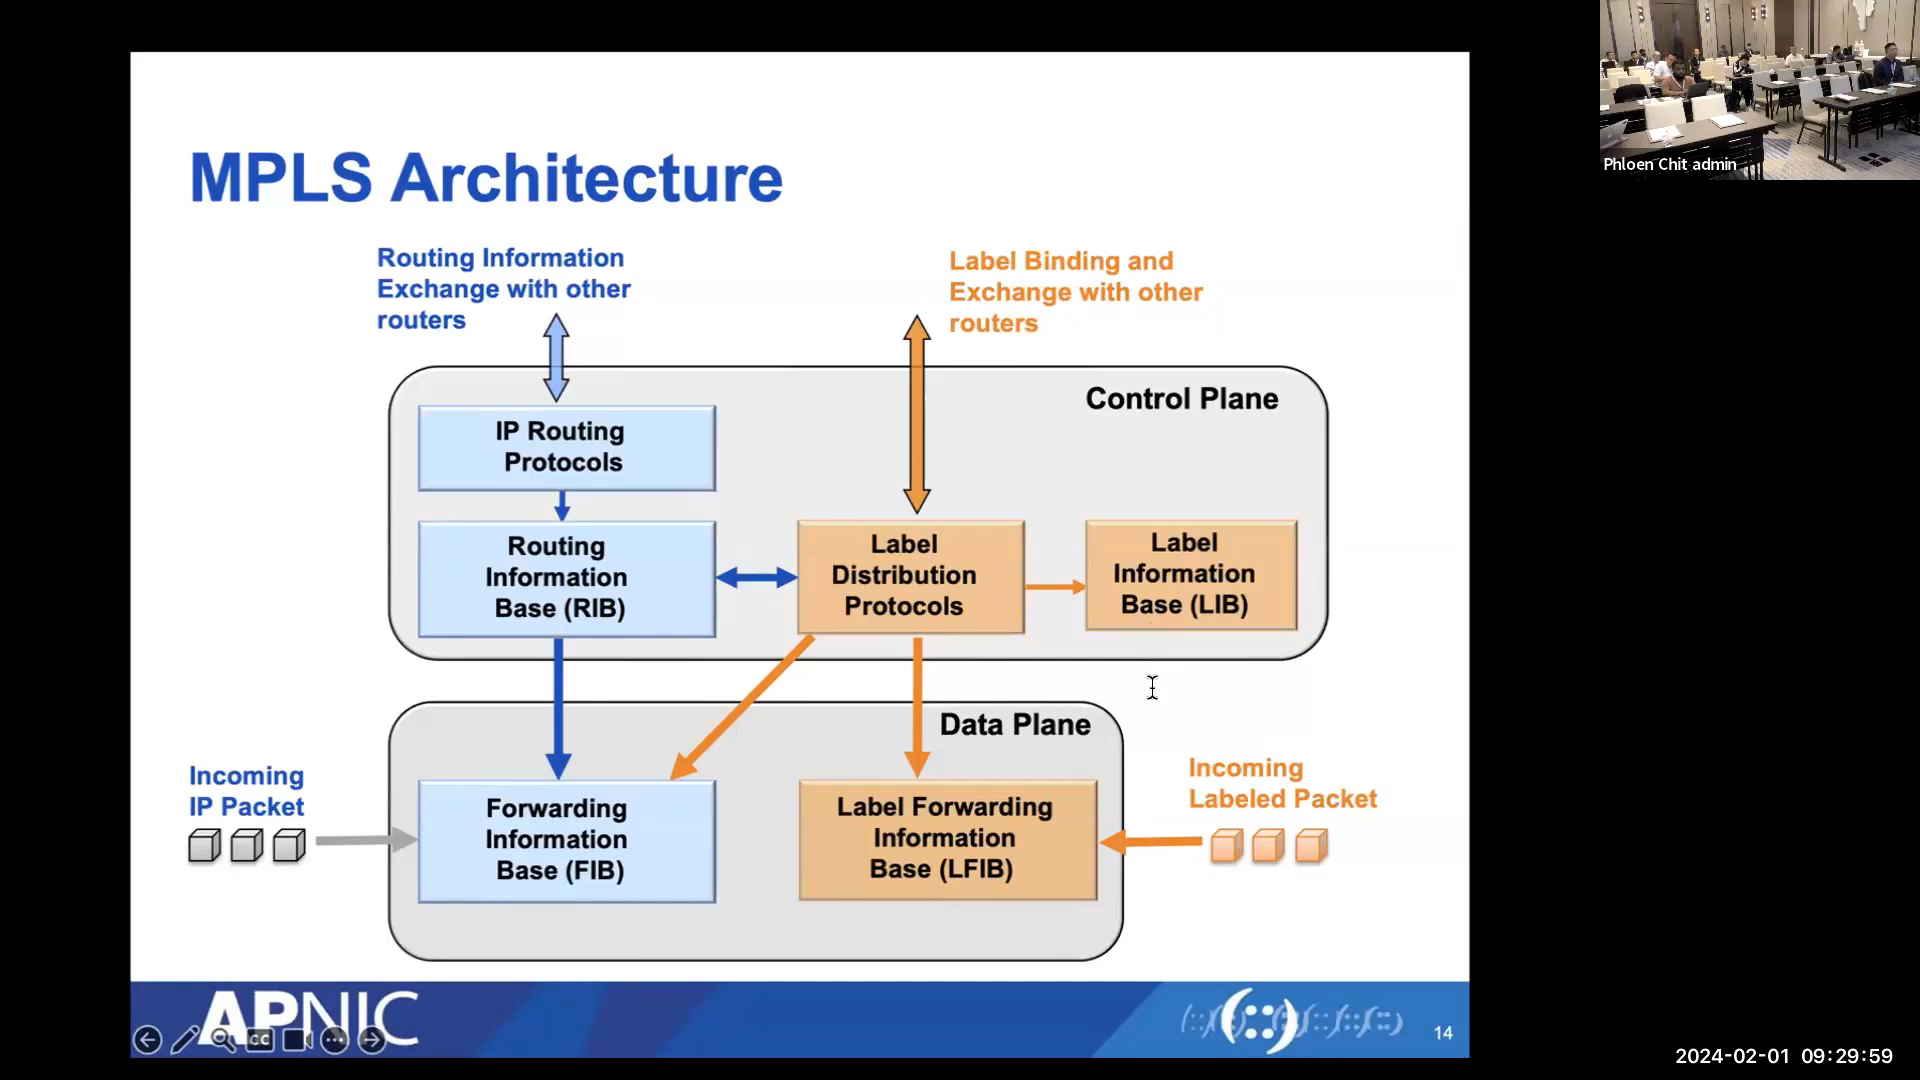 Phloen Chit admin
MPLS Architecture
Routing Information
Exchange with other
routers
Label Binding and
Exchange with other
routers
Control Plane
IP Routing
Protocols
Routing
Information
Base (RIB)
Label
Distribution
Protocols
Label
Information
Base (LIB)
Data Plane
Incoming
IP Packet
Forwarding
Information
Base (FIB)
Label Forwarding
Information
Base (LFIB)
Incoming
Labeled Packet
APNIC
CC
(::)
14
2024-02-01 09:29:59